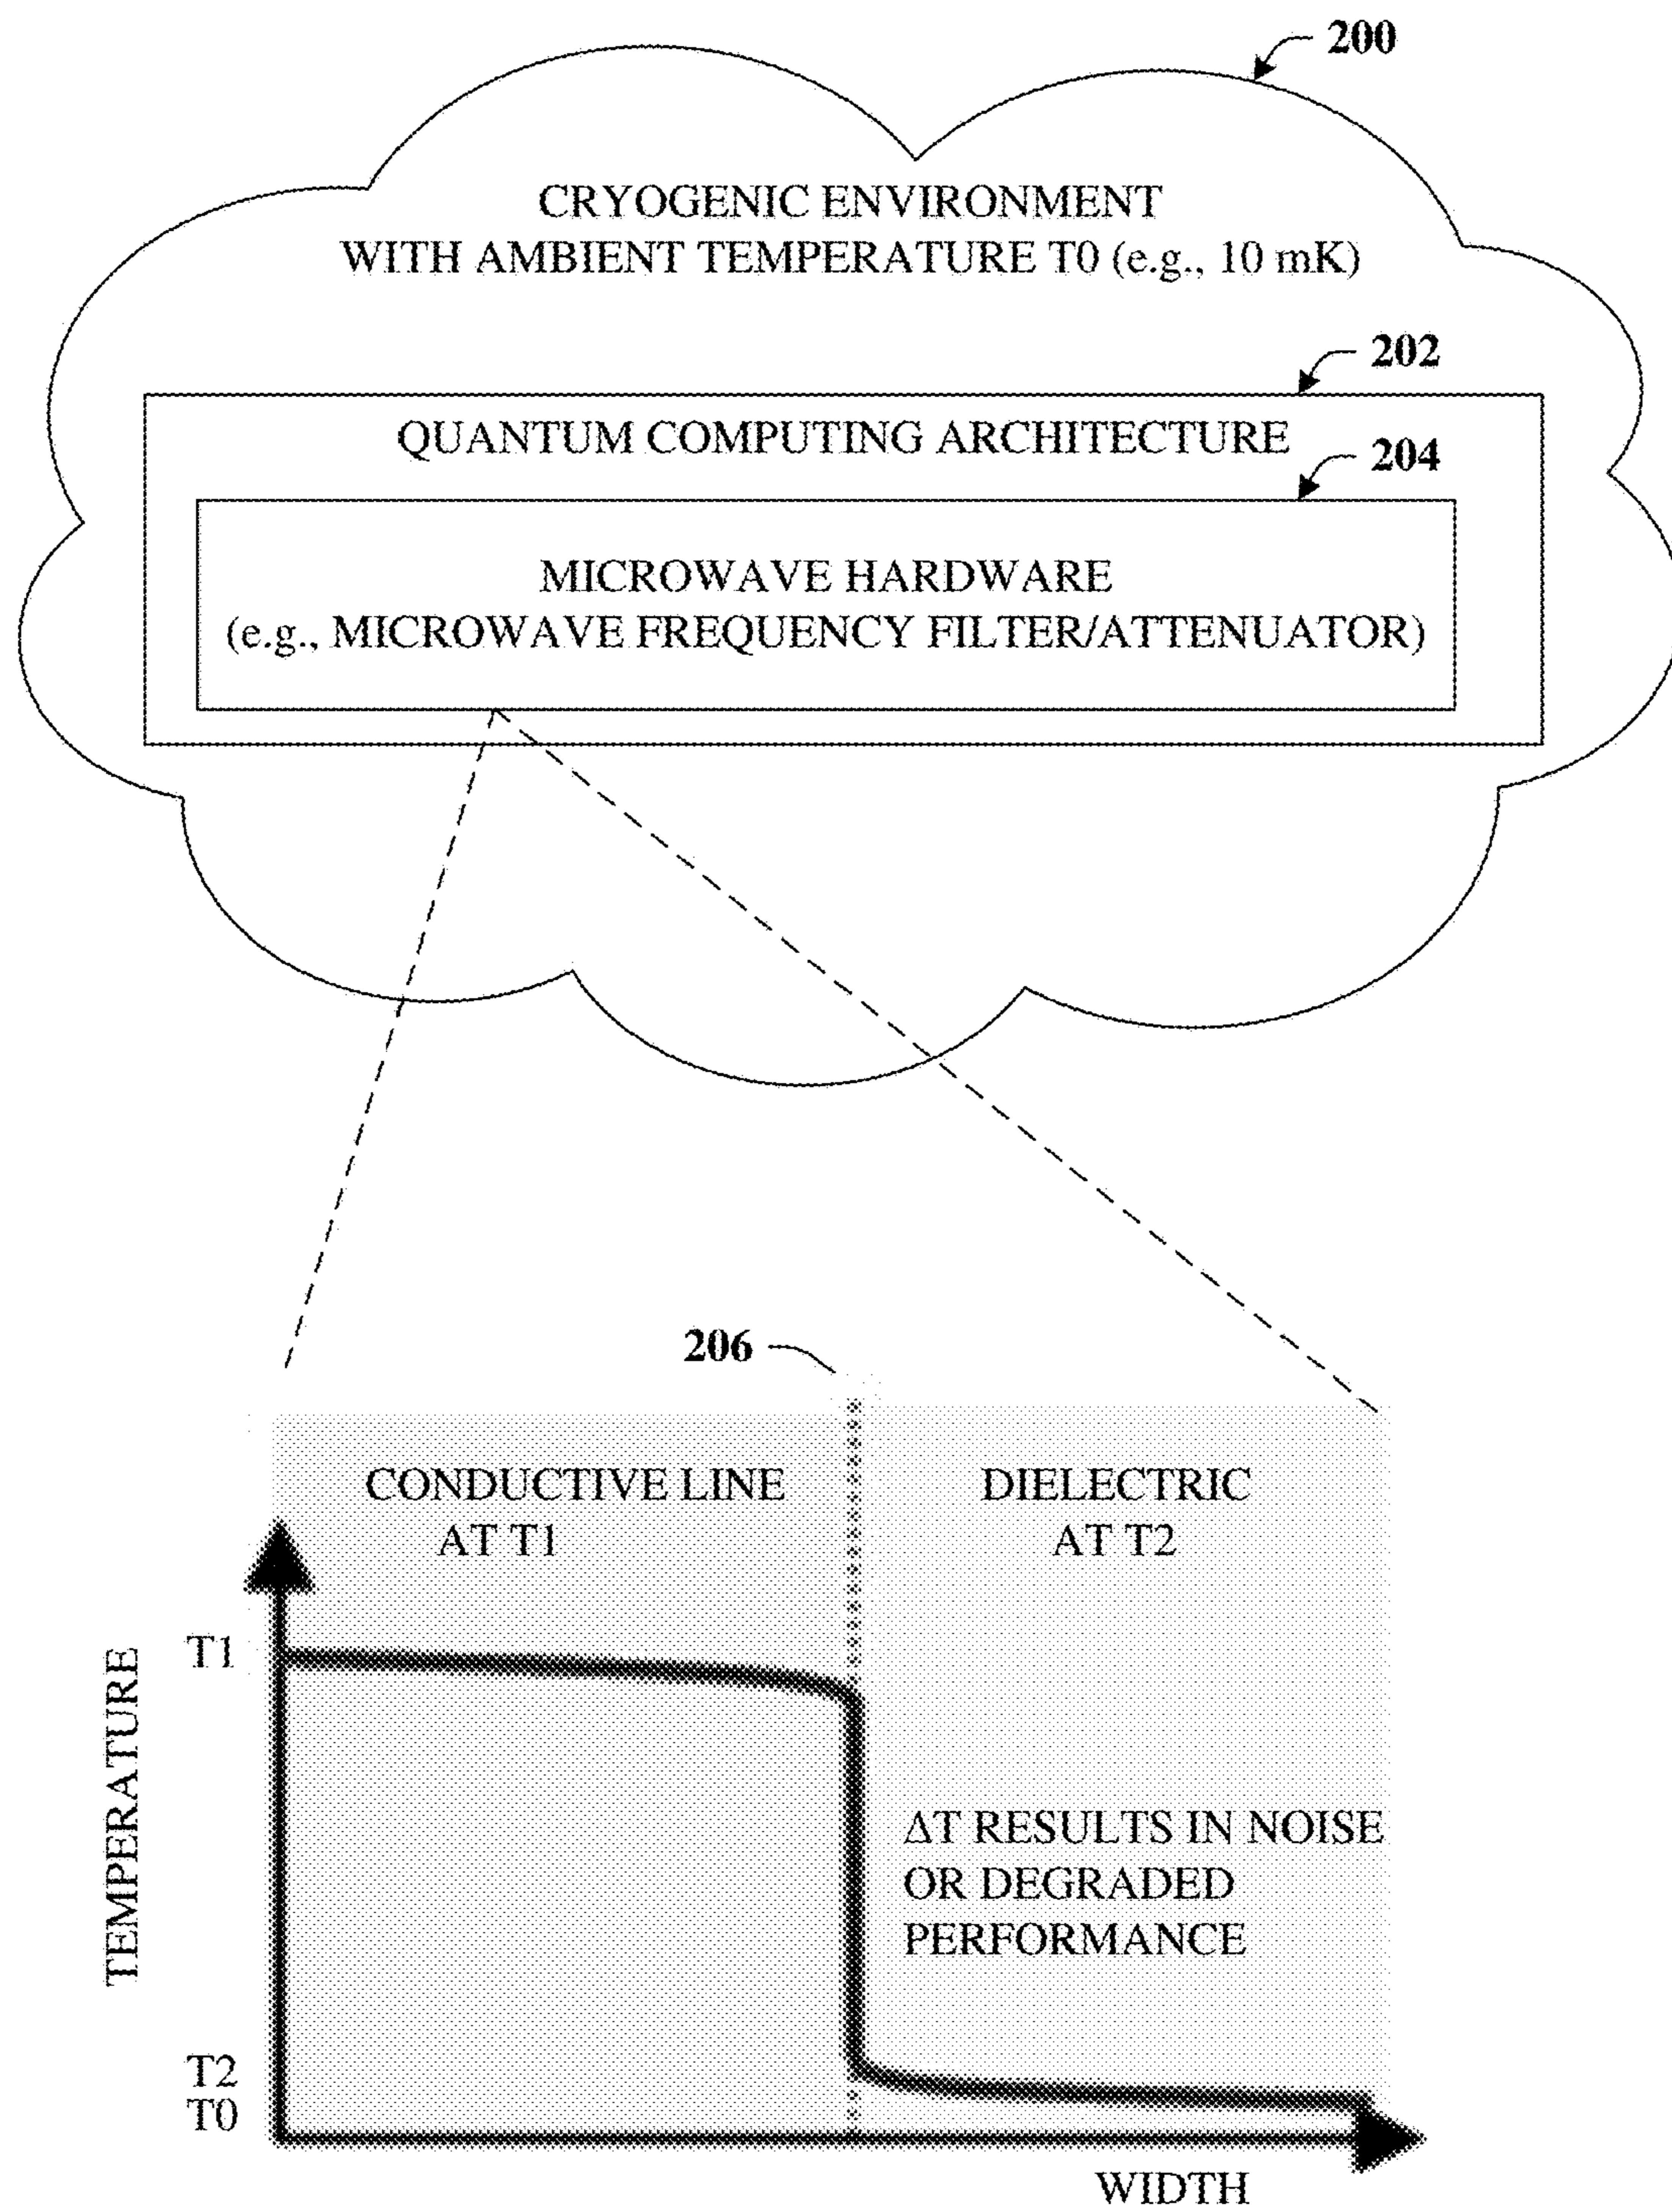 200
CRYOGENIC ENVIRONMENT
WITH AMBIENT TEMPERATURE T0 (e.g., 10 mK)
202
QUANTUM COMPUTING ARCHITECTURE
204
MICROWAVE HARDWARE
(e.g., MICROWAVE FREQUENCY FILTER/ATTENUATOR)
206
CONDUCTIVE LINE
AT T1
DIELECTRIC
AT T2
T1
TEMPERATURE
ΔT RESULTS IN NOISE
OR DEGRADED
PERFORMANCE
T2
T0
WIDTH